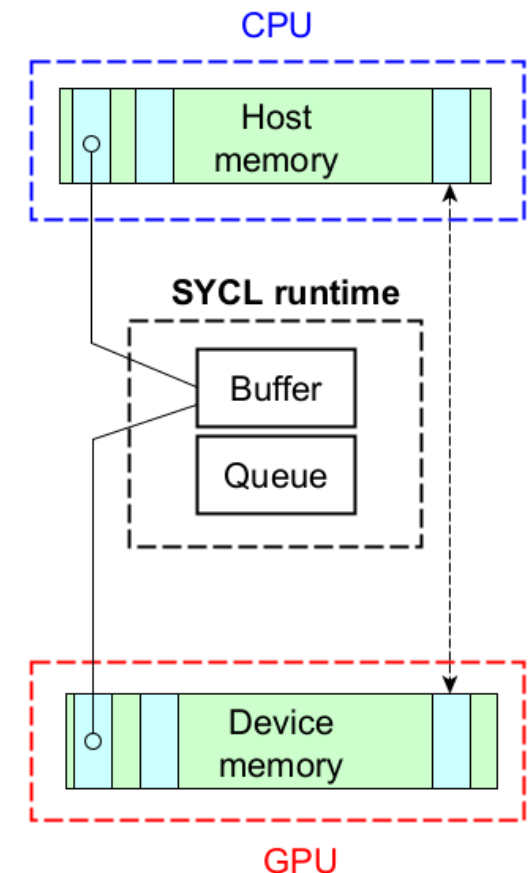 CPU
Host
memory
SYCL runtime
Buffer
Queue
Device
memory
GPU